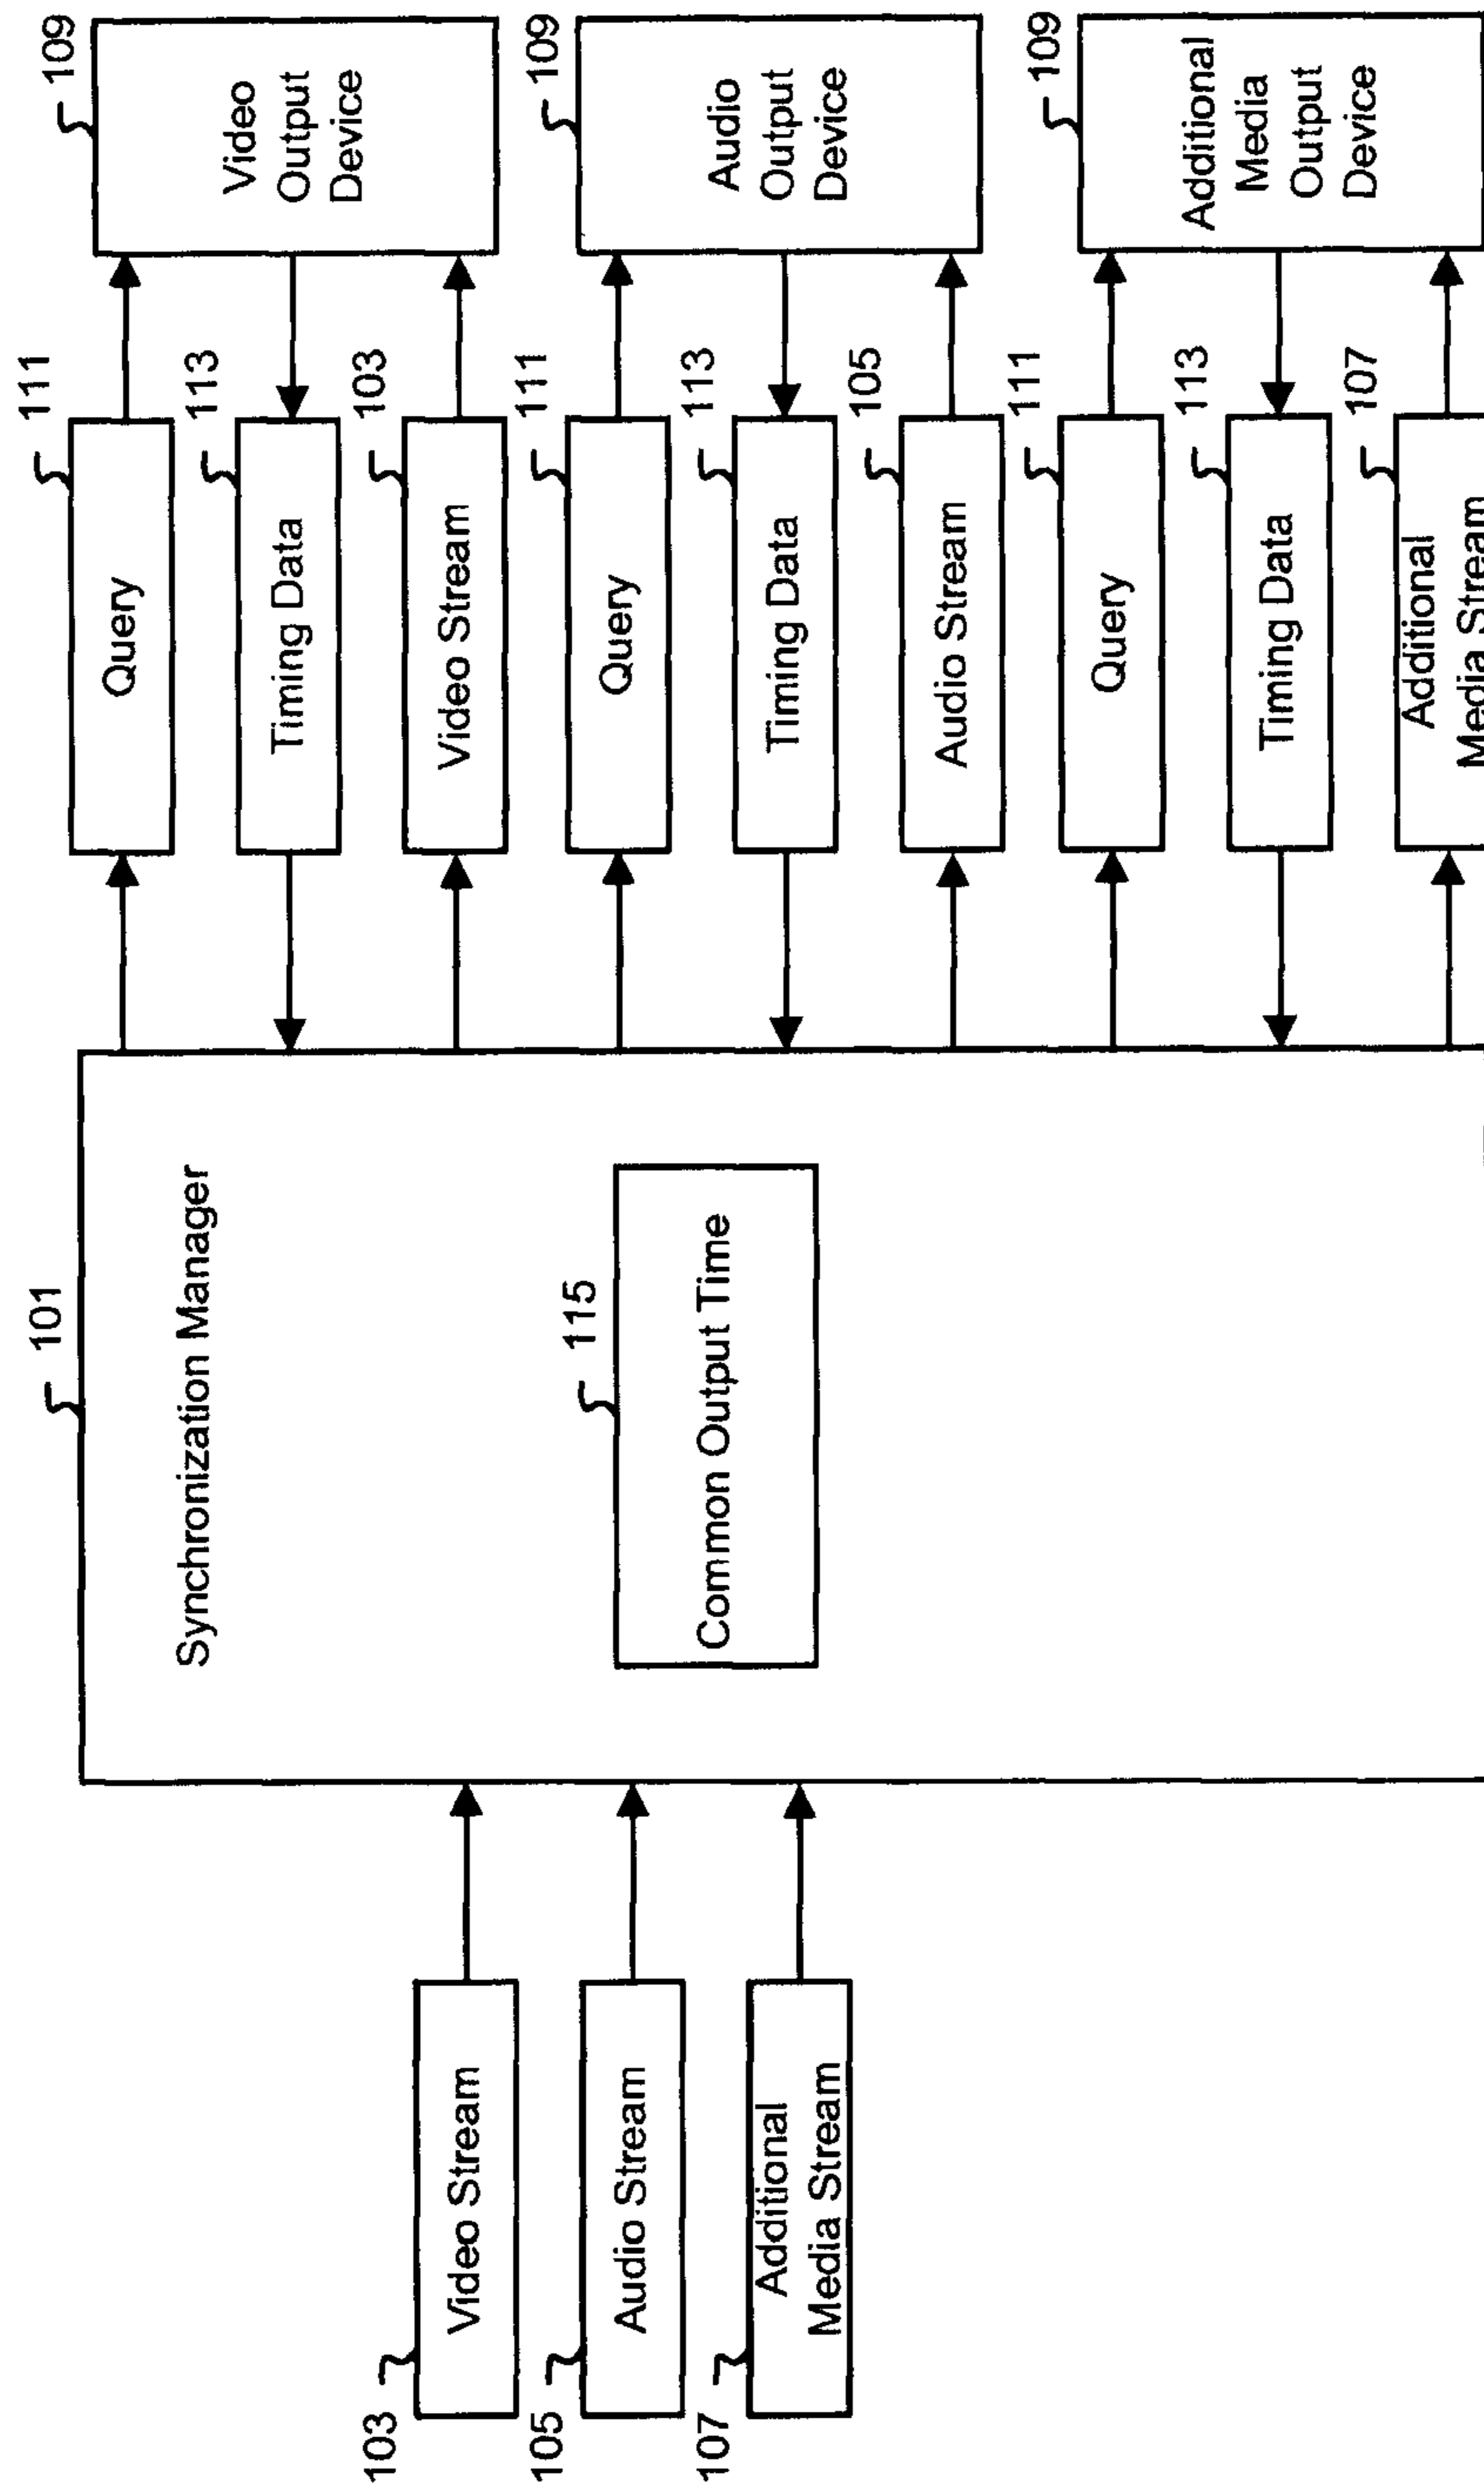 103
Video Stream
105
Audio Stream
107
Additional
Media Stream
101
Synchronization Manager
115
Common Output Time
111
Query
113
Timing Data
103
Video Stream
111
Query
113
Timing Data
105
Audio Stream
111
Query
113
Timing Data
107
Additional
Media Stream
109
Video
Output
Device
109
Audio
Output
Device
109
Additional
Media
Output
Device